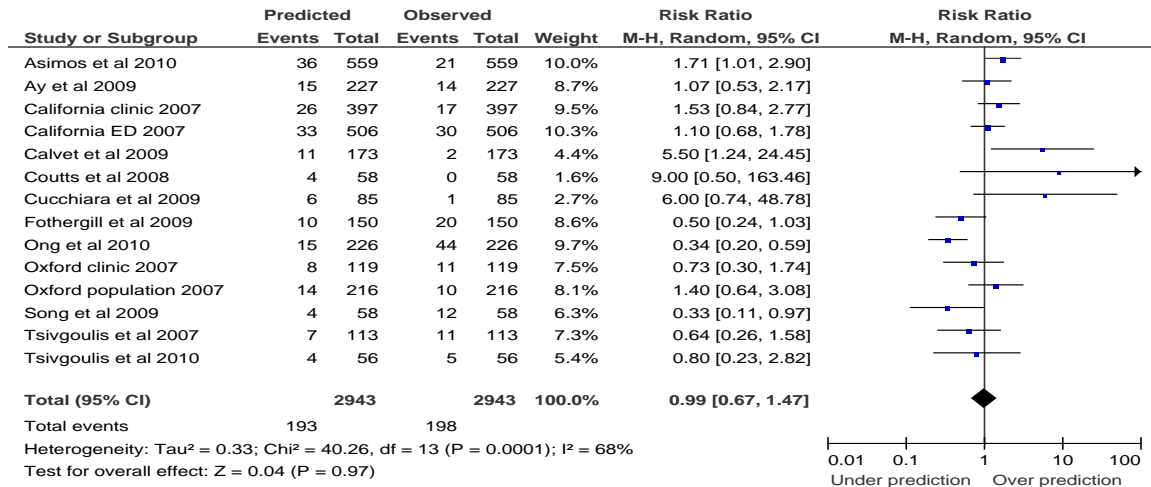 Predicted Observed Risk Ratio Risk Ratio
Study or Subgroup Events Total Events Total Weight M-H, Random, 95% CI M-H, Random, 95% CI
Asimos et al 2010 36 559 21 559 10.0% 1.71 [1.01, 2.90]
Ay et al 2009 15 227 14 227 8.7% 1.07 [0.53, 2.17]
California clinic 2007 26 397 17 397 9.5% 1.53 [0.84, 2.77]
California ED 2007 33 506 30 506 10.3% 1.10 [0.68, 1.78]
Calvet et al 2009 11 173 2 173 4.4% 5.50 [1.24, 24.45]
Coutts et al 2008 4 58 0 58 1.6% 9.00 [0.50, 163.46]
Cucchiara et al 2009 6 85 1 85 2.7% 6.00 [0.74, 48.78]
Fothergill et al 2009 10 150 20 150 8.6% 0.50 [0.24, 1.03]
Ong et al 2010 15 226 44 226 9.7% 0.34 [0.20, 0.59]
Oxford clinic 2007 8 119 11 119 7.5% 0.73 [0.30, 1.74]
Oxford population 2007 14 216 10 216 8.1% 1.40 [0.64, 3.08]
Song et al 2009 4 58 12 58 6.3% 0.33 [0.11, 0.97]
Tsivgoulis et al 2007 7 113 11 113 7.3% 0.64 [0.26, 1.58]
Tsivgoulis et al 2010 4 56 5 56 5.4% 0.80 [0.23, 2.82]
Total (95% CI) 2943 2943 100.0% 0.99 [0.67, 1.47]
Total events 193 198
Heterogeneity: Tau² = 0.33; Chi² = 40.26, df = 13 (P = 0.0001); I² = 68%
Test for overall effect: Z = 0.04 (P = 0.97)
0.01 0.1 1 10 100
Under prediction Over prediction